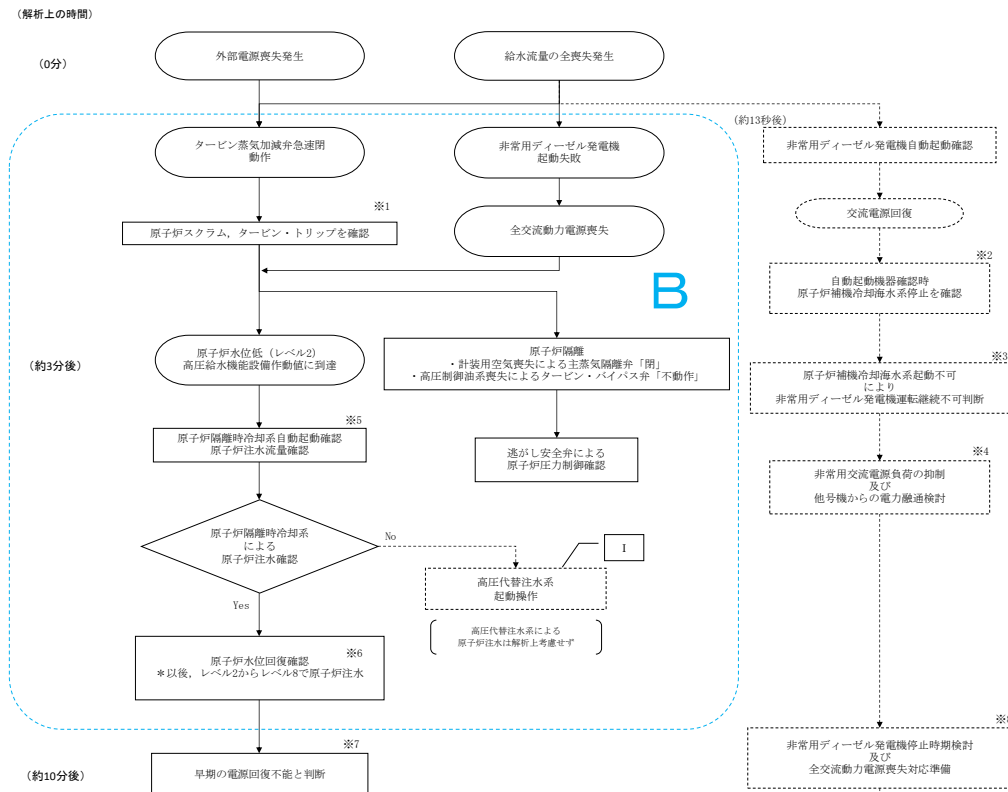 (解析上の時間)
(0分)
外部電源喪失発生
給水流量の全喪失発生
(約13秒後)
タービン蒸気加減弁急速閉
動作
非常用ディーゼル発電機
起動失敗
非常用ディーゼル発電機自動起動確認
※1
原子炉スクラム，タービン・トリップを確認
全交流動力電源喪失
交流電源回復
B
※2
自動起動機器確認時
原子炉補機冷却海水系停止を確認
(約3分後)
原子炉水位低（レベル2）
高圧給水機能設備作動値に到達
原子炉隔離
・計装用空気喪失による主蒸気隔離弁「閉」
・高圧制御油系喪失によるタービン・バイパス弁「不動作」
※3
原子炉補機冷却海水系起動不可
により
非常用ディーゼル発電機運転継続不可判断
※5
原子炉隔離時冷却系自動起動確認
原子炉注水流量確認
逃がし安全弁による
原子炉圧力制御確認
※4
非常用交流電源負荷の抑制
及び
他号機からの電力融通検討
原子炉隔離時冷却系
による
原子炉注水確認
No
Yes
I
高圧代替注水系
起動操作
高圧代替注水系による
原子炉注水は解析上考慮せず
※6
原子炉水位回復確認
＊以後，レベル2からレベル8で原子炉注水
(約10分後)
※7
早期の電源回復不能と判断
非常用ディーゼル発電機停止時期検討
及び
全交流動力電源喪失対応準備